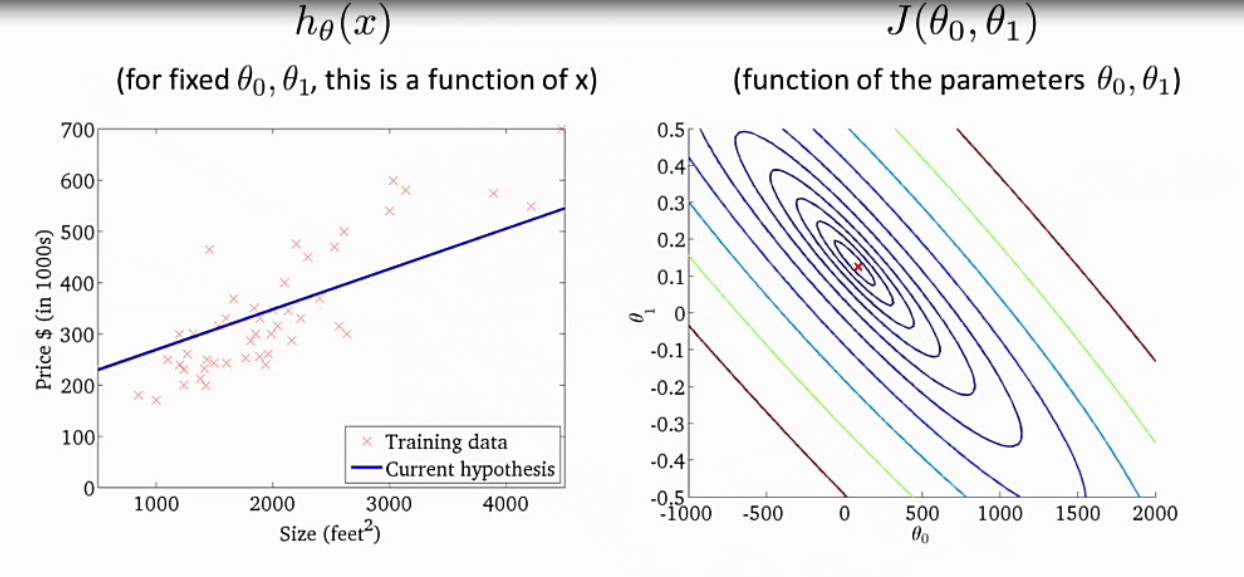 h_θ(x)
(for fixed θ₀, θ₁, this is a function of x)
700
600
500
400
300
200
100
0
Price $ (in 1000s)
1000 2000 3000 4000
Size (feet²)
Training data
Current hypothesis
J(θ₀, θ₁)
(function of the parameters θ₀, θ₁)
0.5
0.4
0.3
0.2
0.1
0
-0.1
-0.2
-0.3
-0.4
-0.5
θ₁
-1000 -500 0 500 1000 1500 2000
θ₀